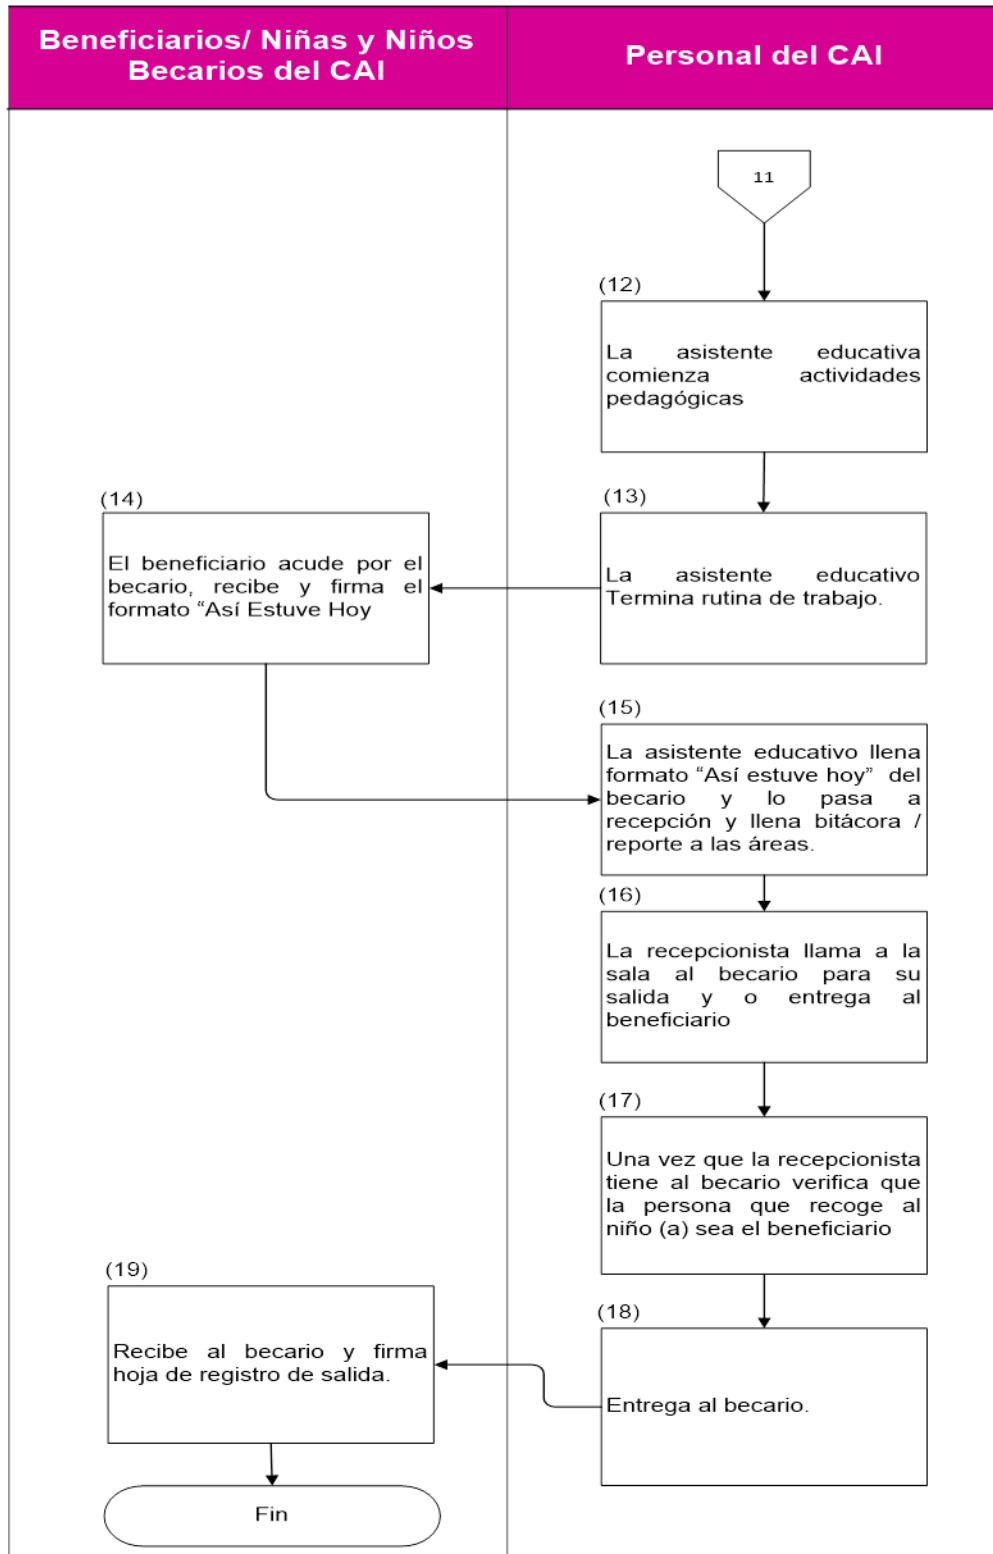 Beneficiarios/ Niñas y Niños
Becarios del CAI
Personal del CAI
11
(12)
La asistente educativa
comienza actividades
pedagógicas
(13)
La asistente educativo
Termina rutina de trabajo.
(14)
El beneficiario acude por el
becario, recibe y firma el
formato “Así Estuve Hoy
(15)
La asistente educativo llena
formato “Así estuve hoy” del
becario y lo pasa a
recepción y llena bitácora /
reporte a las áreas.
(16)
La recepcionista llama a la
sala al becario para su
salida y o entrega al
beneficiario
(17)
Una vez que la recepcionista
tiene al becario verifica que
la persona que recoge al
niño (a) sea el beneficiario
(18)
Entrega al becario.
(19)
Recibe al becario y firma
hoja de registro de salida.
Fin